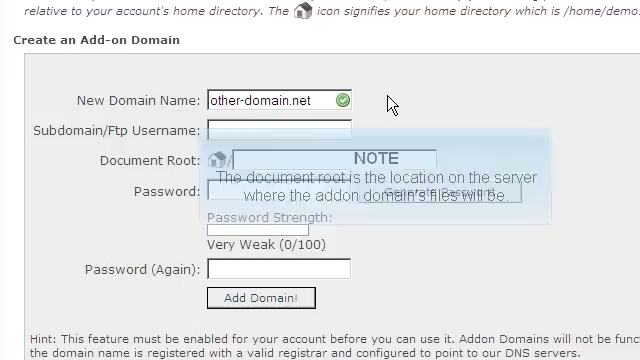 relative to your account's home directory. The icon signifies your home directory which is /home/demo.
Create an Add-on Domain
New Domain Name: other-domain.net
Subdomain/Ftp Username:
Document Root: /
NOTE
The document root is the location on the server
where the addon domain's files will be.
Password: Generate Password
Password Strength:
Very Weak (0/100)
Password (Again):
Add Domain!
Hint: This feature must be enabled for your account before you can use it. Addon Domains will not be func
the domain name is registered with a valid registrar and configured to point to our DNS servers.